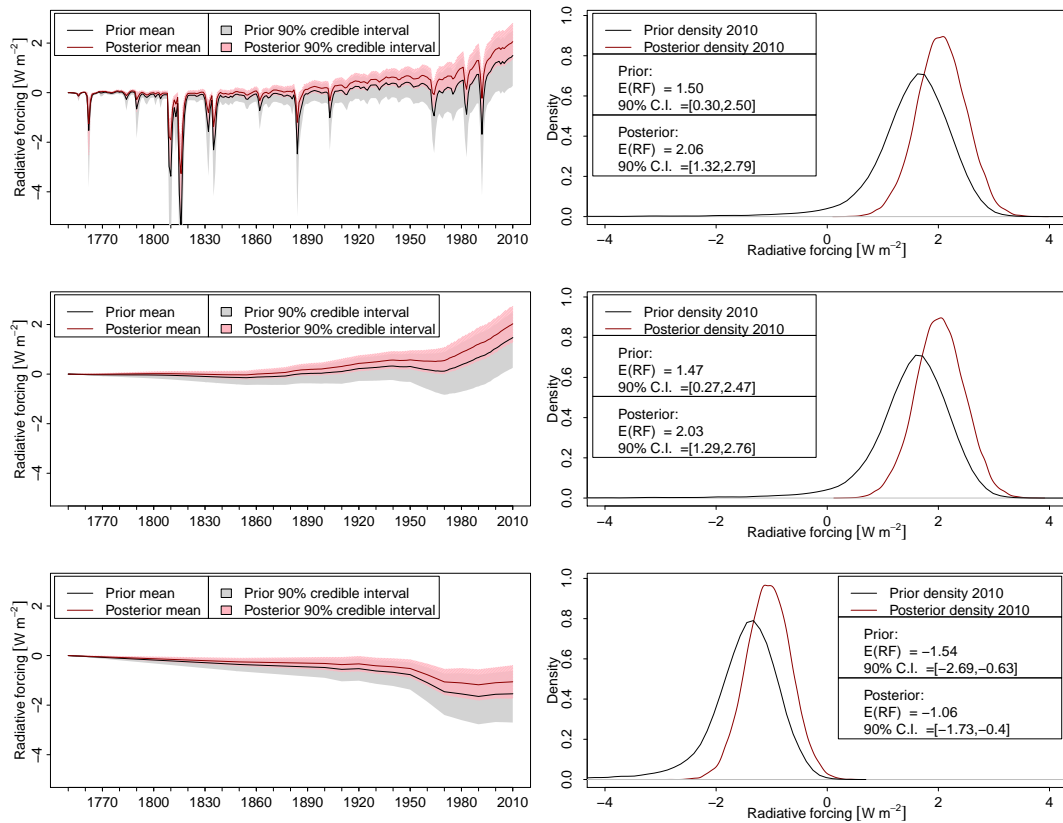 Prior mean
Posterior mean
Prior 90% credible interval
Posterior 90% credible interval
Radiative forcing [W m−2]
2
0
−2
−4
1770 1800 1830 1860 1890 1920 1950 1980 2010
Prior density 2010
Posterior density 2010
Prior:
E(RF) = 1.50
90% C.I. =[0.30,2.50]
Posterior:
E(RF) = 2.06
90% C.I. =[1.32,2.79]
Density
1.0
0.8
0.6
0.4
0.2
0.0
−4 −2 0 2 4
Radiative forcing [W m−2]
Prior mean
Posterior mean
Prior 90% credible interval
Posterior 90% credible interval
Radiative forcing [W m−2]
2
0
−2
−4
1770 1800 1830 1860 1890 1920 1950 1980 2010
Prior density 2010
Posterior density 2010
Prior:
E(RF) = 1.47
90% C.I. =[0.27,2.47]
Posterior:
E(RF) = 2.03
90% C.I. =[1.29,2.76]
Density
1.0
0.8
0.6
0.4
0.2
0.0
−4 −2 0 2 4
Radiative forcing [W m−2]
Prior mean
Posterior mean
Prior 90% credible interval
Posterior 90% credible interval
Radiative forcing [W m−2]
2
0
−2
−4
1770 1800 1830 1860 1890 1920 1950 1980 2010
Prior density 2010
Posterior density 2010
Prior:
E(RF) = −1.54
90% C.I. =[−2.69,−0.63]
Posterior:
E(RF) = −1.06
90% C.I. =[−1.73,−0.4]
Density
1.0
0.8
0.6
0.4
0.2
0.0
−4 −2 0 2 4
Radiative forcing [W m−2]